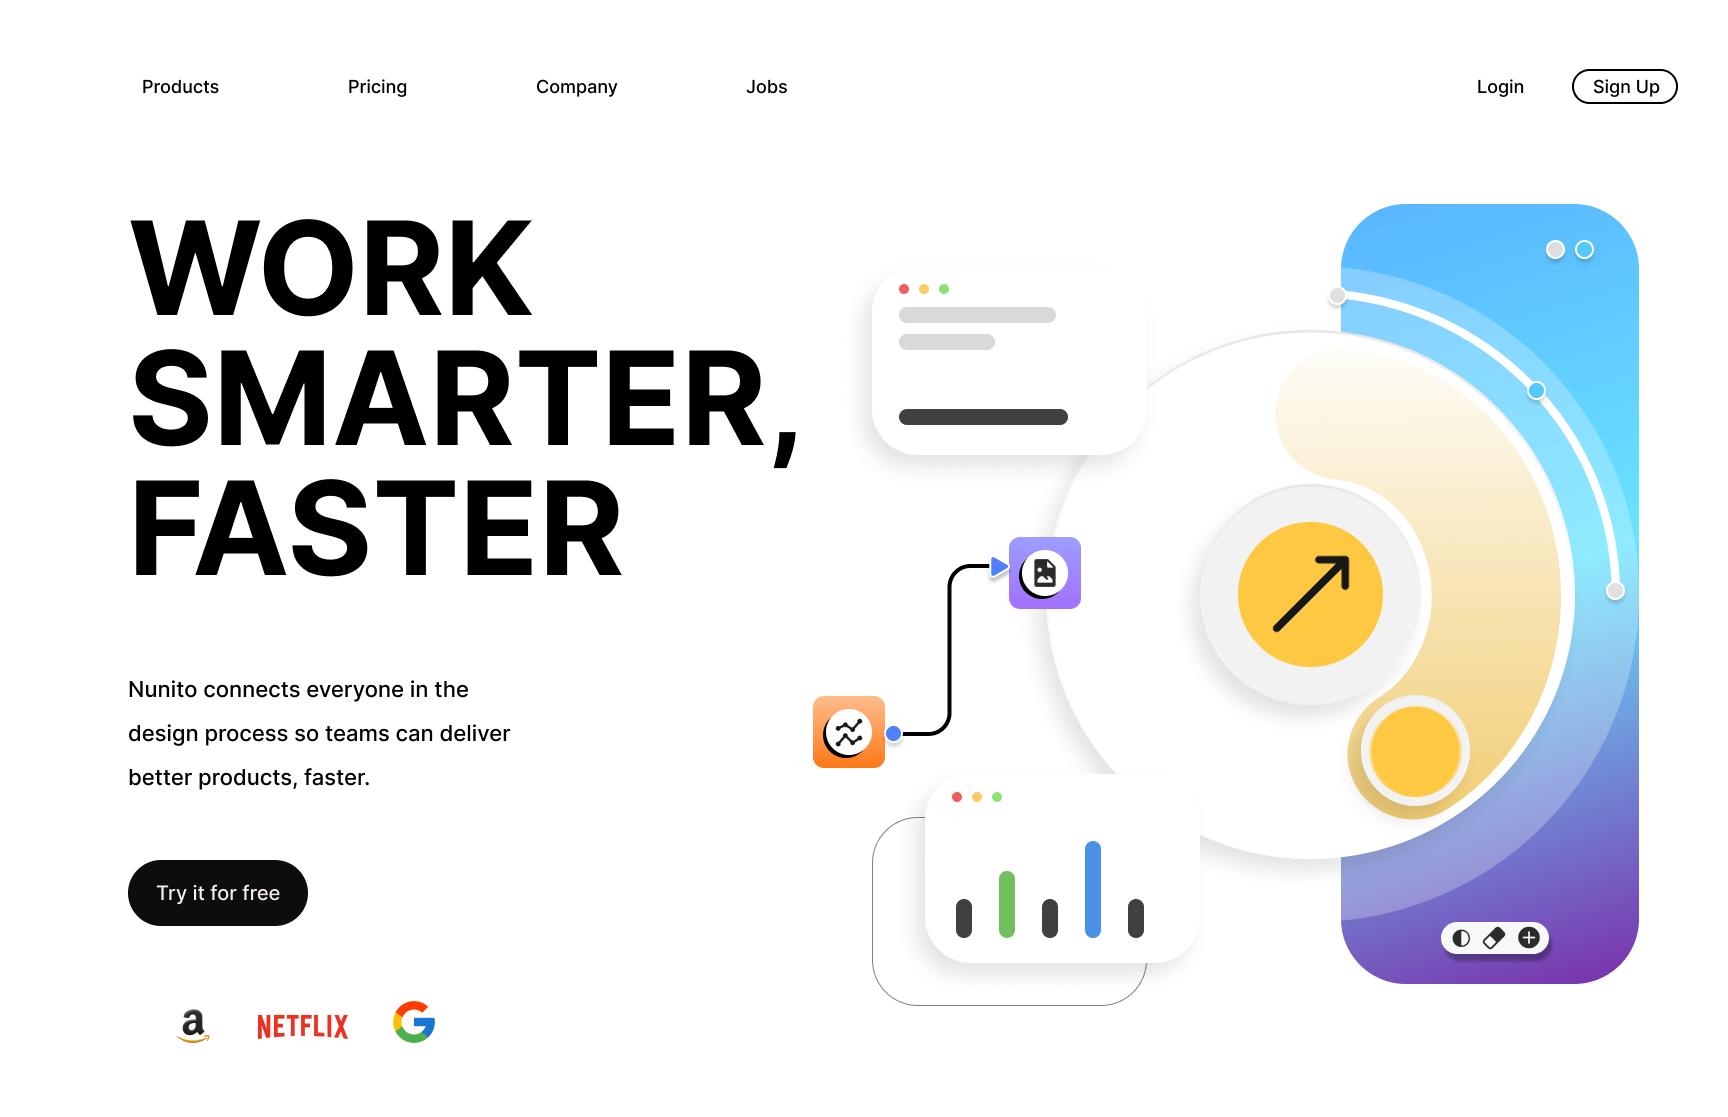 Products
Pricing
Company
Jobs
Login
Sign Up
WORK
SMARTER,
FASTER
Nunito connects everyone in the
design process so teams can deliver
better products, faster.
Try it for free
a
NETFLIX
G